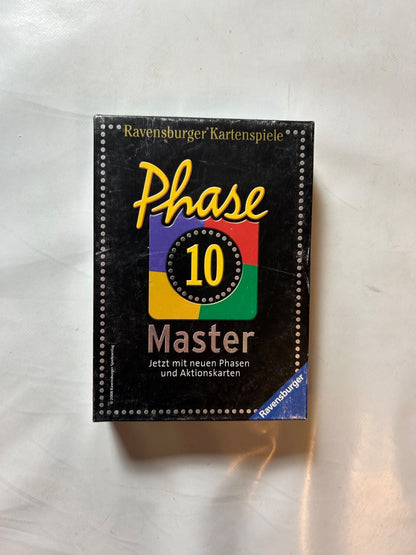 Ravensburger® Kartenspiele
Phase
10
Master
Jetzt mit neuen Phasen
und Aktionskarten
Ravensburger